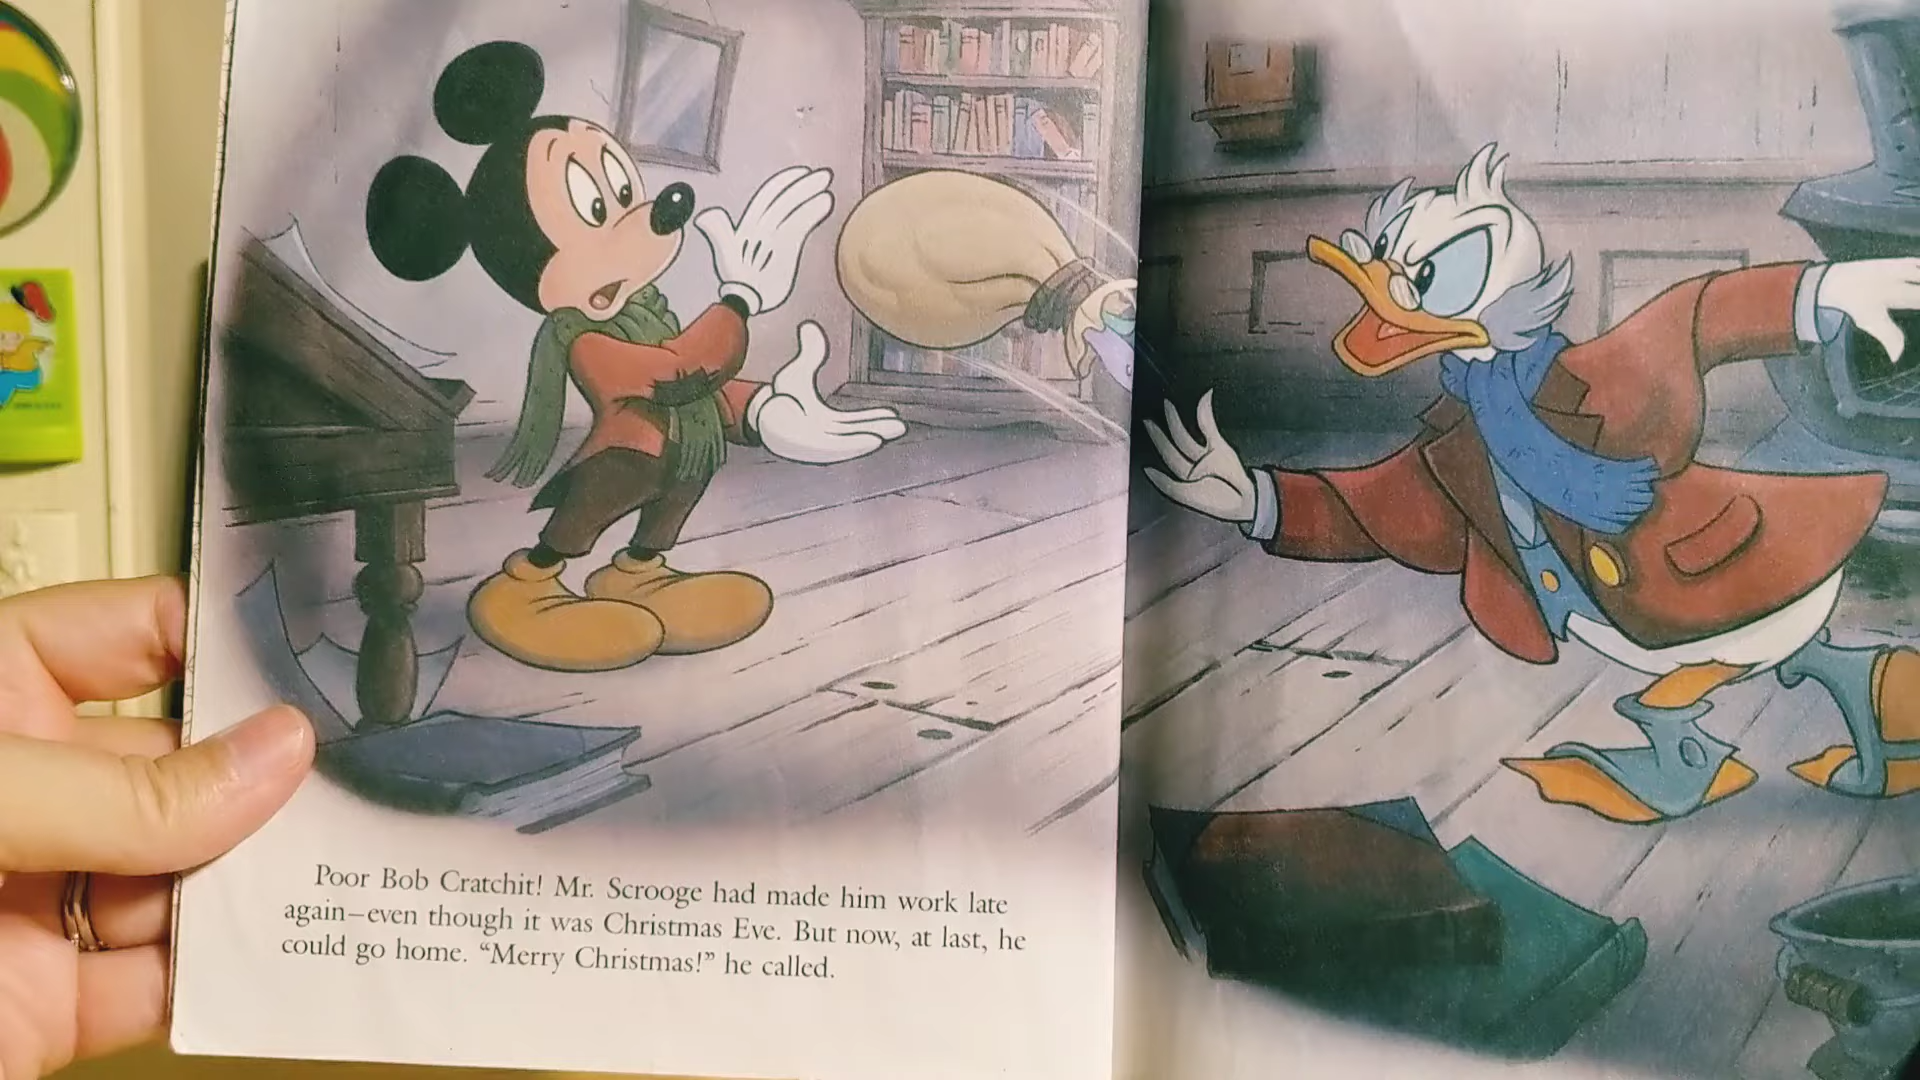 Poor Bob Cratchit! Mr. Scrooge had made him work late
again—even though it was Christmas Eve. But now, at last, he
could go home. “Merry Christmas!” he called.